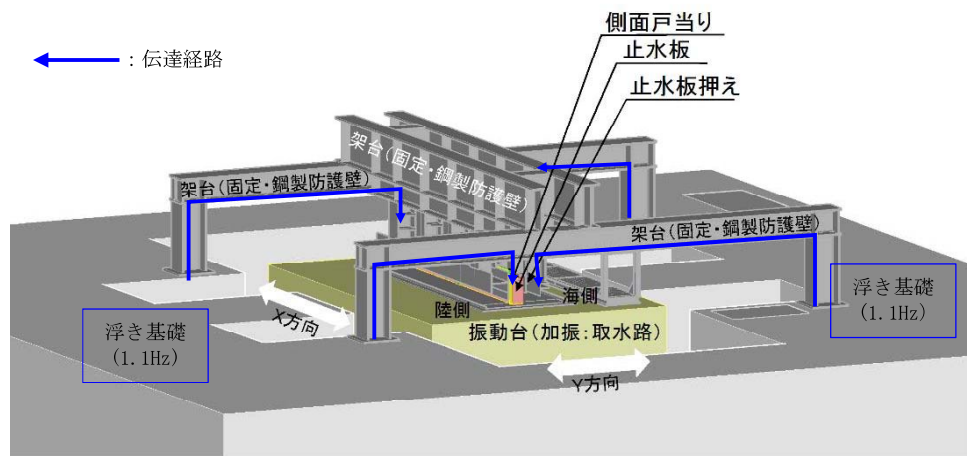 側面戸当り
止水板
止水板押え
：伝達経路
架台(固定・鋼製防護壁)
架台(固定・鋼製防護壁)
架台(固定・鋼製防護壁)
X方向
陸側
海側
振動台(加振:取水路)
Y方向
浮き基礎
(1.1Hz)
浮き基礎
(1.1Hz)